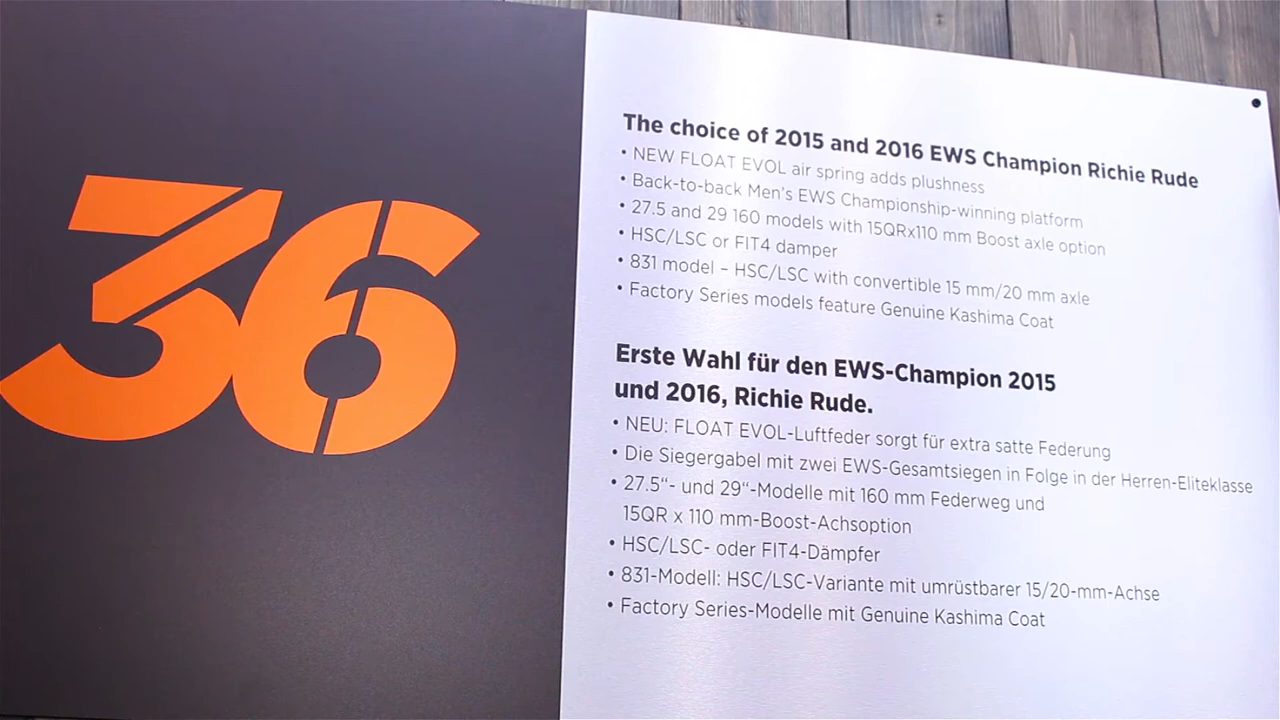 36
The choice of 2015 and 2016 EWS Champion Richie Rude
• NEW FLOAT EVOL air spring adds plushness
• Back-to-back Men's EWS Championship-winning platform
• 27.5 and 29 160 models with 15QRx110 mm Boost axle option
• HSC/LSC or FIT4 damper
• 831 model – HSC/LSC with convertible 15 mm/20 mm axle
• Factory Series models feature Genuine Kashima Coat
Erste Wahl für den EWS-Champion 2015
und 2016, Richie Rude.
• NEU: FLOAT EVOL-Luftfeder sorgt für extra satte Federung
• Die Siegergabel mit zwei EWS-Gesamtsiegen in Folge in der Herren-Eliteklasse
• 27.5“- und 29“-Modelle mit 160 mm Federweg und
15QR x 110 mm-Boost-Achsoption
• HSC/LSC- oder FIT4-Dämpfer
• 831-Modell: HSC/LSC-Variante mit umrüstbarer 15/20-mm-Achse
• Factory Series-Modelle mit Genuine Kashima Coat